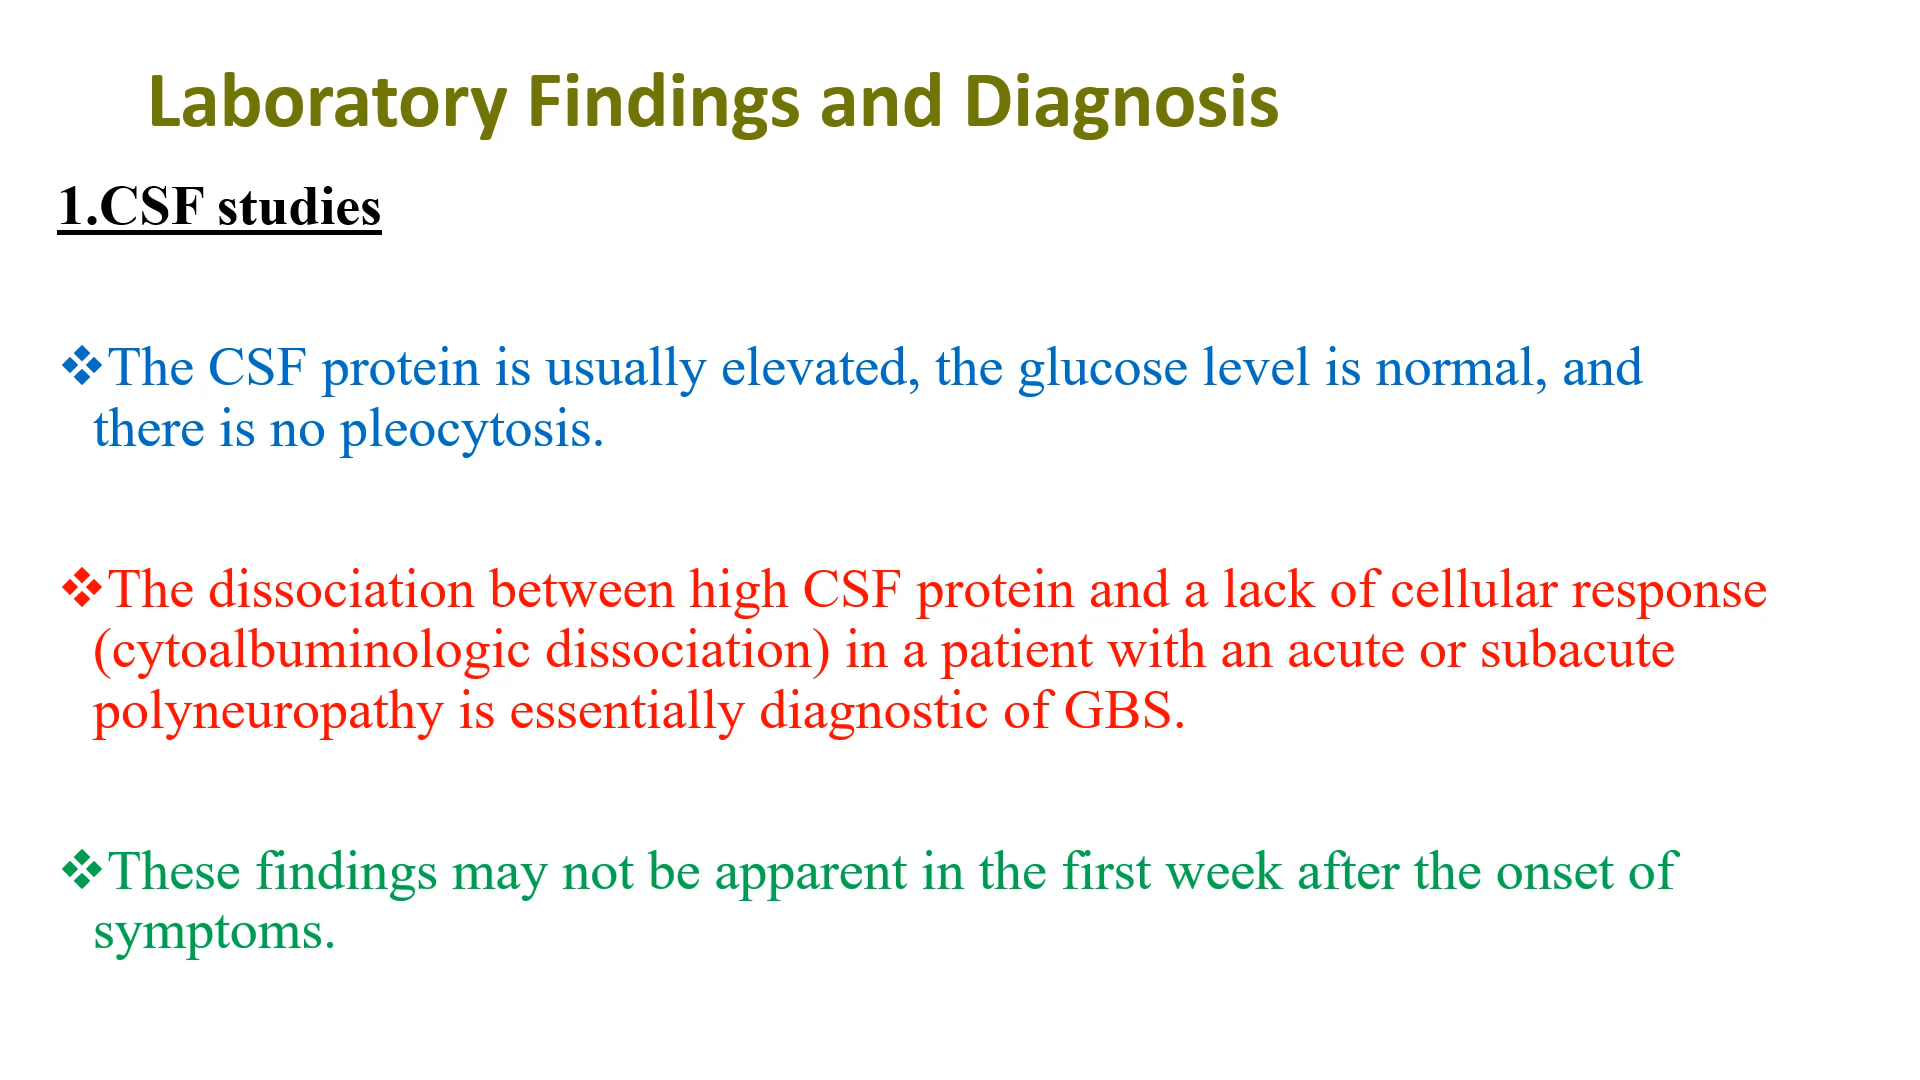 Laboratory Findings and Diagnosis
1.CSF studies
❖The CSF protein is usually elevated, the glucose level is normal, and
there is no pleocytosis.
❖The dissociation between high CSF protein and a lack of cellular response
(cytoalbuminologic dissociation) in a patient with an acute or subacute
polyneuropathy is essentially diagnostic of GBS.
❖These findings may not be apparent in the first week after the onset of
symptoms.